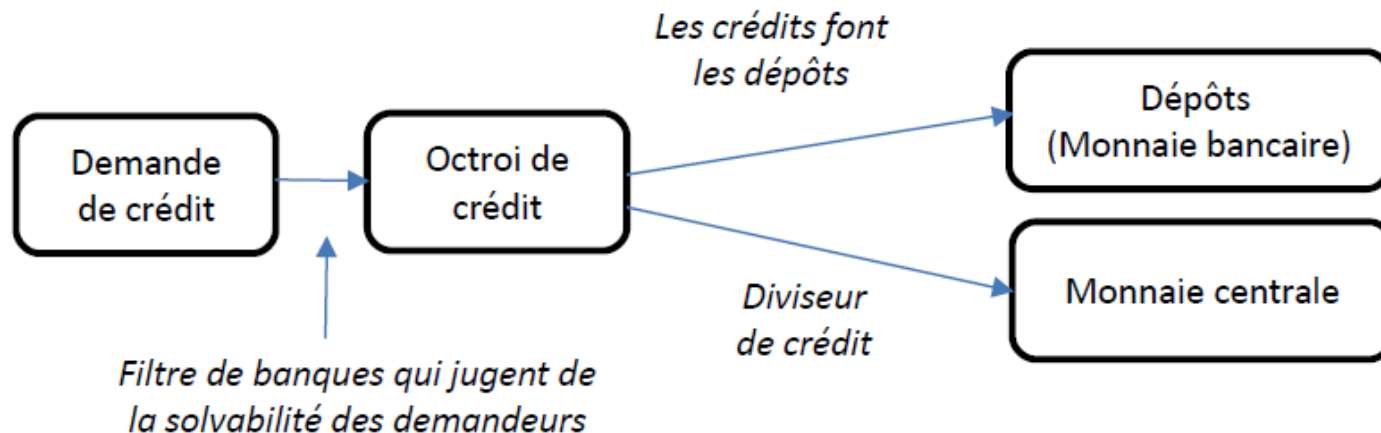 Les crédits font
les dépôts
Dépôts
(Monnaie bancaire)
Demande
de crédit
Octroi de
crédit
Monnaie centrale
Diviseur
de crédit
Filtre de banques qui jugent de
la solvabilité des demandeurs